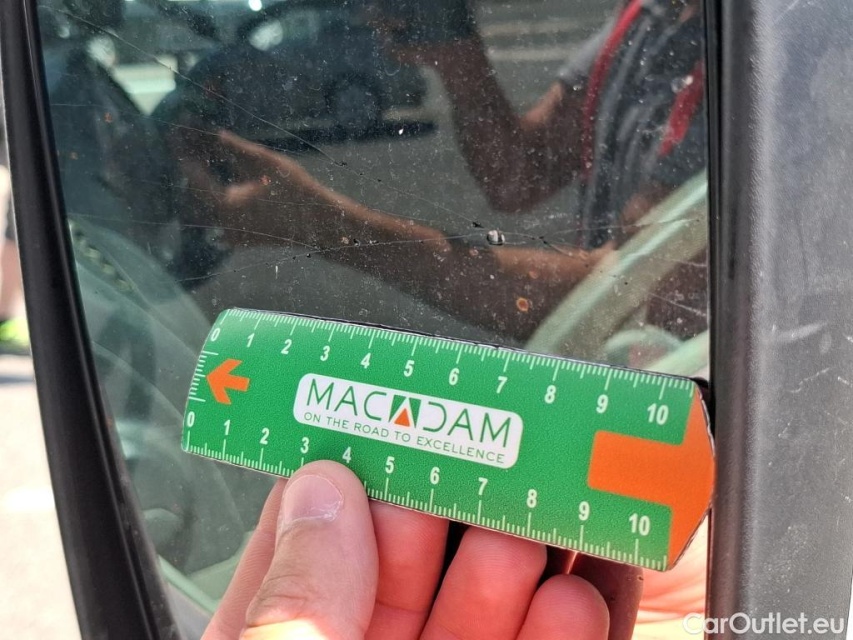 0 1 2 3 4 5 6 7 8 9 10
MACADAM
ON THE ROAD TO EXCELLENCE
0 1 2 3 4 5 6 7 8 9 10
CarOutlet.eu